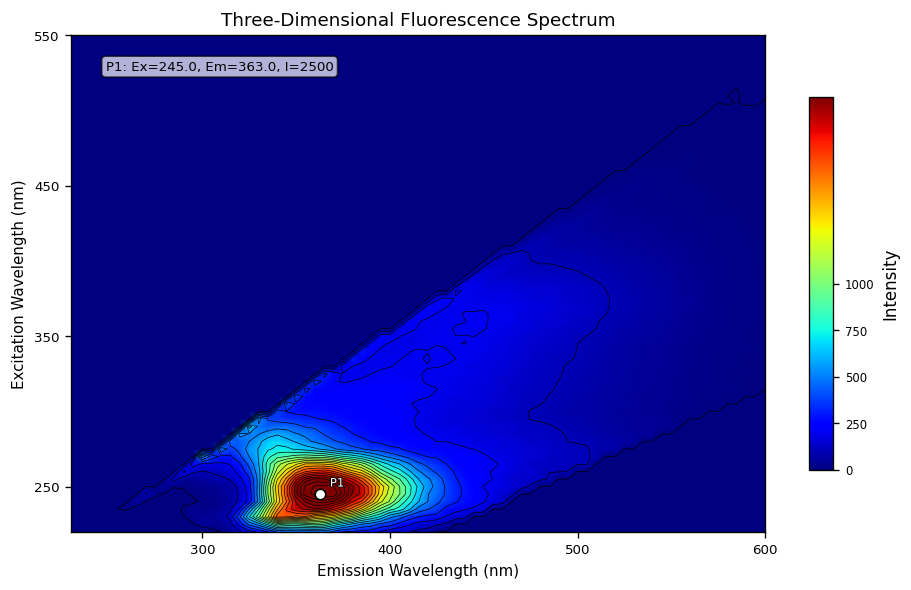 Three-Dimensional Fluorescence Spectrum
550
450
350
250
Excitation Wavelength (nm)
P1: Ex=245.0, Em=363.0, I=2500
P1
300
400
500
600
Emission Wavelength (nm)
1000
750
500
250
0
Intensity